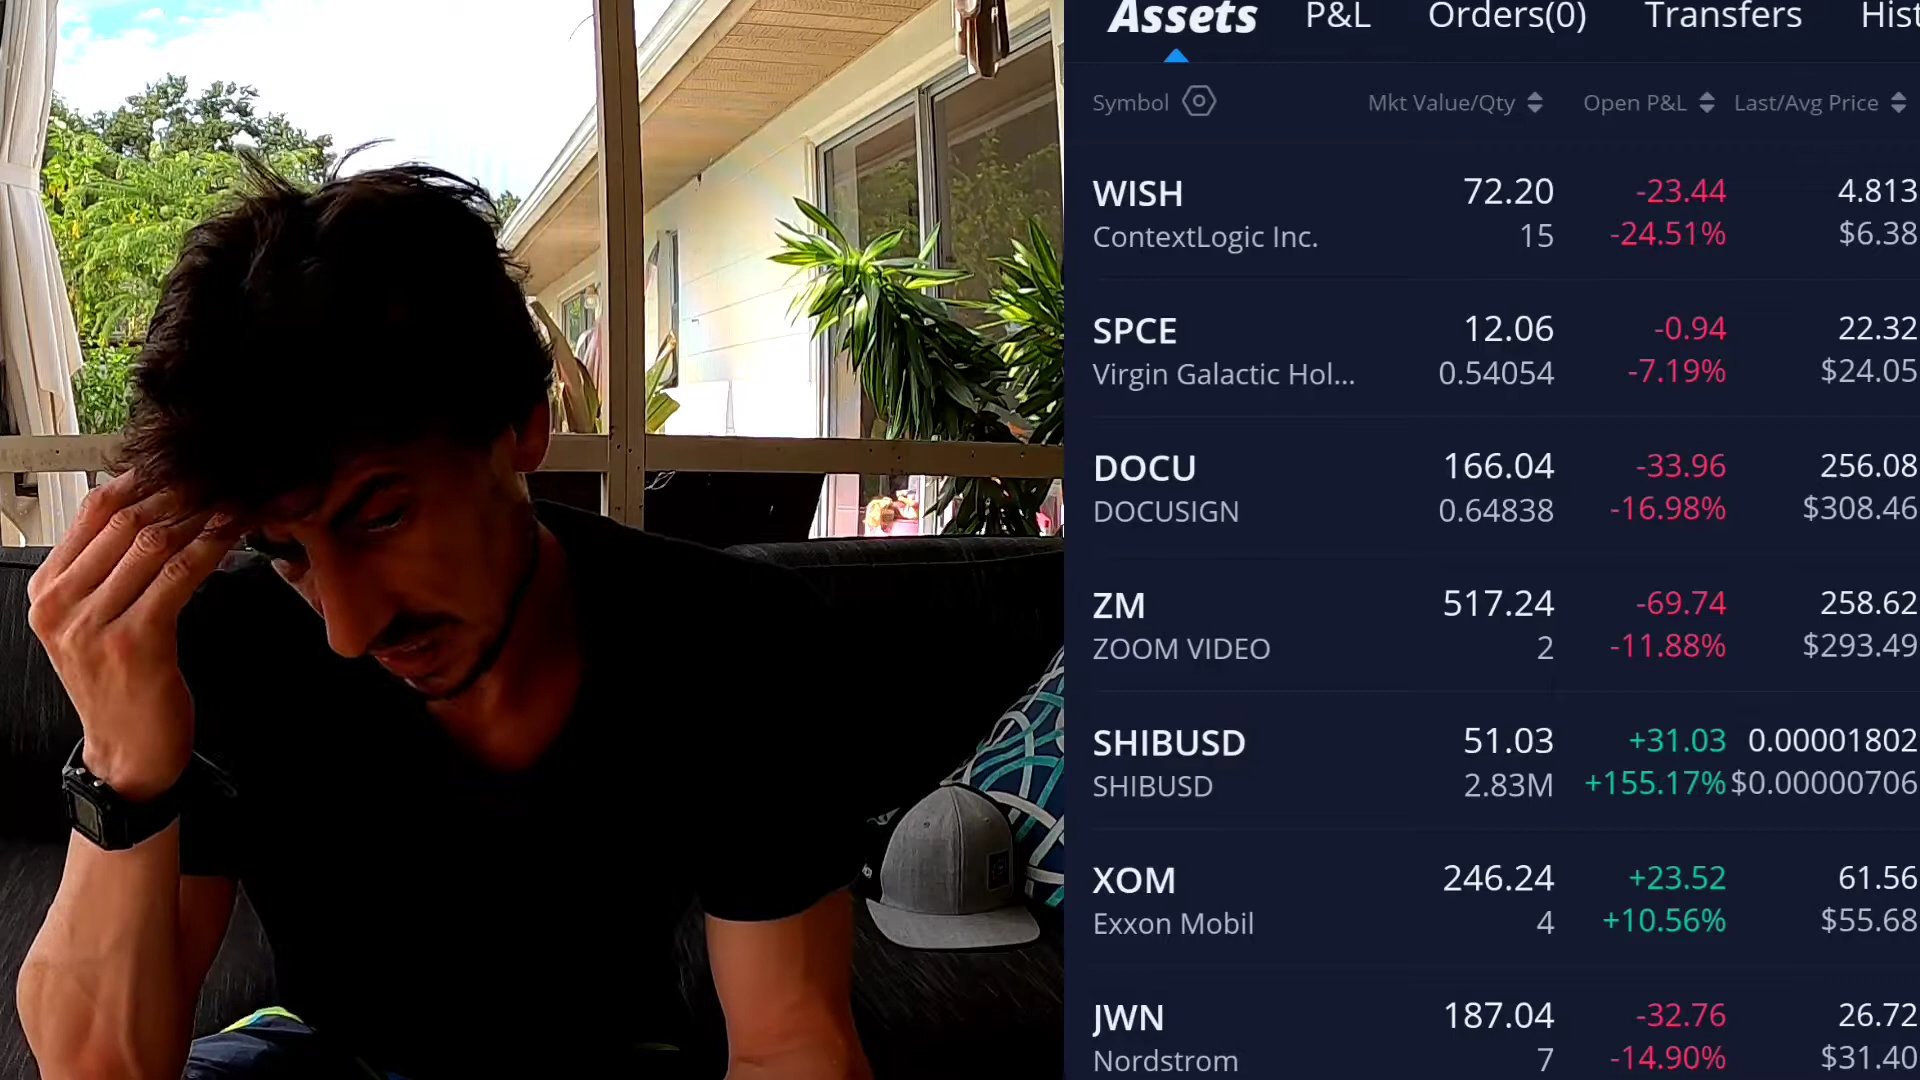 Assets P&L Orders(0) Transfers Hist
Symbol Mkt Value/Qty Open P&L Last/Avg Price
WISH 72.20 -23.44 4.813
ContextLogic Inc. 15 -24.51% $6.38
SPCE 12.06 -0.94 22.32
Virgin Galactic Hol... 0.54054 -7.19% $24.05
DOCU 166.04 -33.96 256.08
DOCUSIGN 0.64838 -16.98% $308.46
ZM 517.24 -69.74 258.62
ZOOM VIDEO 2 -11.88% $293.49
SHIBUSD 51.03 +31.03 0.00001802
SHIBUSD 2.83M +155.17% $0.00000706
XOM 246.24 +23.52 61.56
Exxon Mobil 4 +10.56% $55.68
JWN 187.04 -32.76 26.72
Nordstrom 7 -14.90% $31.40